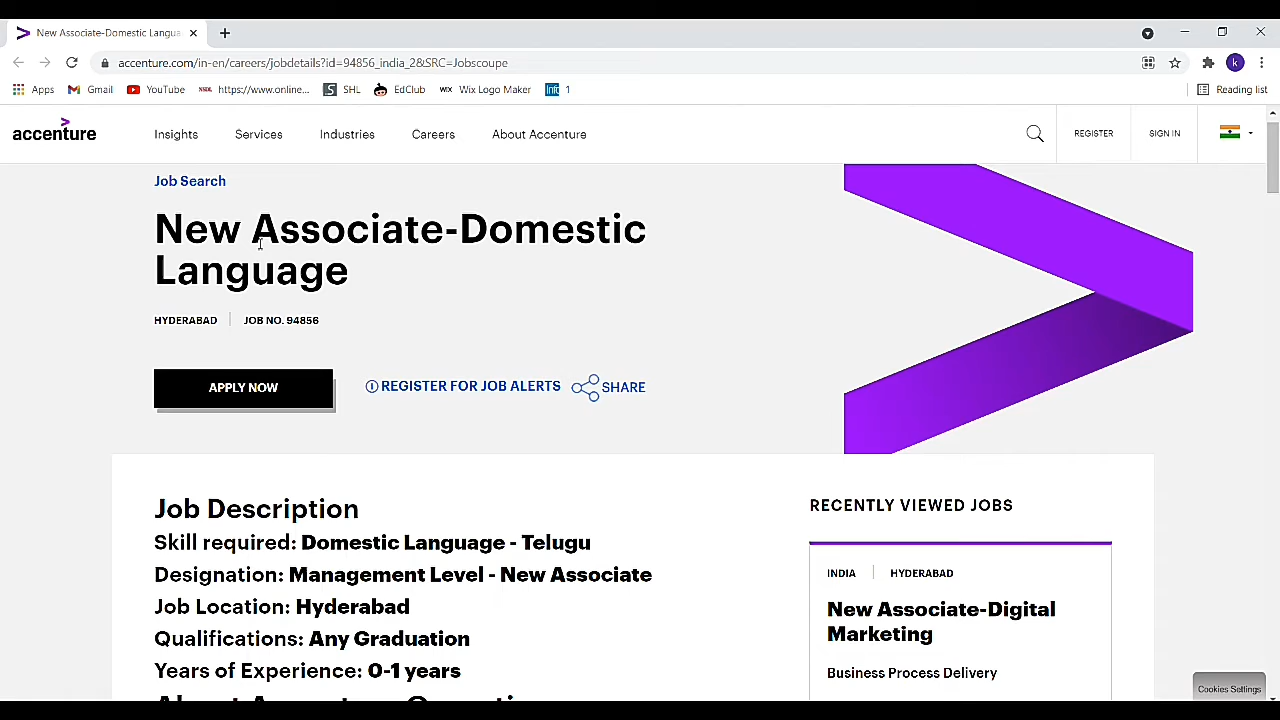 New Associate-Domestic Langua
accenture.com/in-en/careers/jobdetails?id=94856_india_2&SRC=Jobscoupe
Apps Gmail YouTube NSDL https://www.online... SHL EdClub WIX Wix Logo Maker Info 1 Reading list
accenture Insights Services Industries Careers About Accenture REGISTER SIGN IN
Job Search
New Associate-Domestic
Language
HYDERABAD JOB NO. 94856
APPLY NOW REGISTER FOR JOB ALERTS SHARE
Job Description
Skill required: Domestic Language - Telugu
Designation: Management Level - New Associate
Job Location: Hyderabad
Qualifications: Any Graduation
Years of Experience: 0-1 years
RECENTLY VIEWED JOBS
INDIA HYDERABAD
New Associate-Digital
Marketing
Business Process Delivery
Cookies Settings